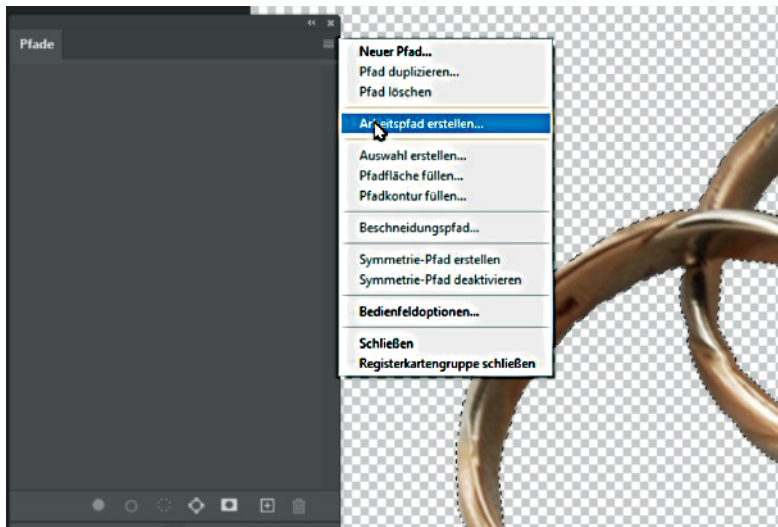 Pfade
Neuer Pfad...
Pfad duplizieren...
Pfad löschen
Arbeitspfad erstellen...
Auswahl erstellen...
Pfadfläche füllen...
Pfadkontur füllen...
Beschneidungspfad...
Symmetrie-Pfad erstellen
Symmetrie-Pfad deaktivieren
Bedienfeldoptionen...
Schließen
Registerkartengruppe schließen